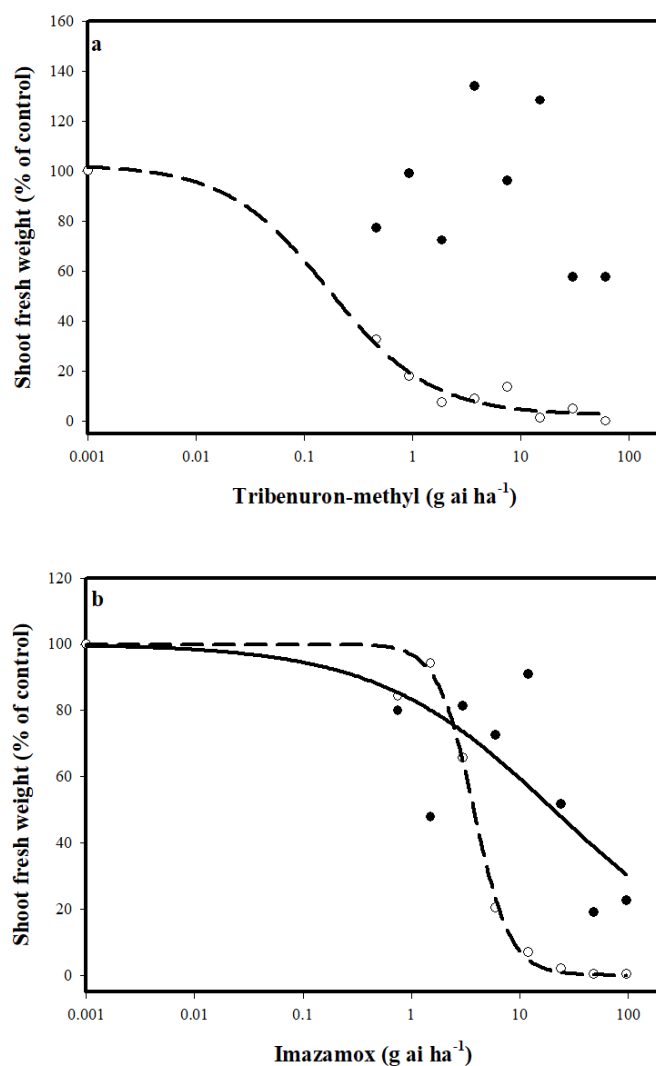 160
a
140
120
100
80
60
40
20
0
Shoot fresh weight (% of control)
0.001 0.01 0.1 1 10 100
Tribenuron-methyl (g ai ha⁻¹)
120
b
100
80
60
40
20
0
Shoot fresh weight (% of control)
0.001 0.01 0.1 1 10 100
Imazamox (g ai ha⁻¹)